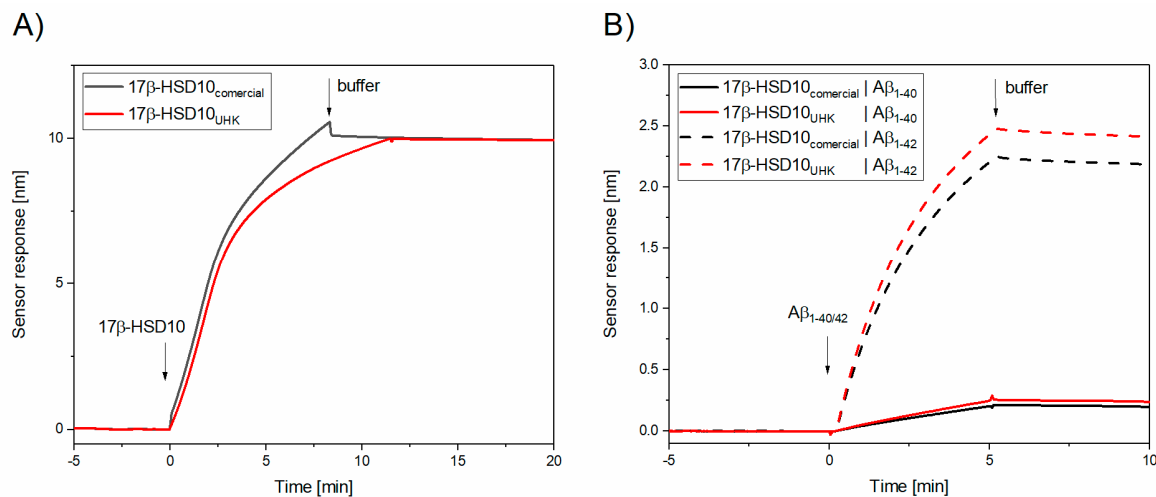 A)
17β-HSD10comercial
17β-HSD10UHK
buffer
17β-HSD10
Sensor response [nm]
10
5
0
-5
0
5
10
15
20
Time [min]
B)
17β-HSD10comercial | Aβ1-40
17β-HSD10UHK | Aβ1-40
17β-HSD10comercial | Aβ1-42
17β-HSD10UHK | Aβ1-42
buffer
Aβ1-40/42
Sensor response [nm]
3.0
2.5
2.0
1.5
1.0
0.5
0.0
-5
0
5
10
Time [min]